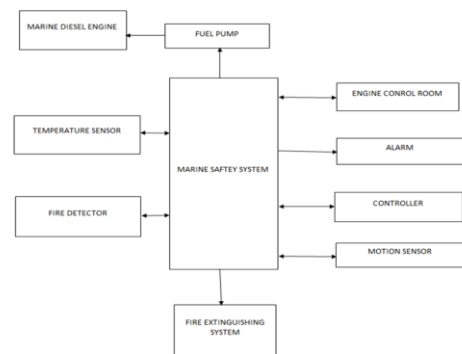 MARINE DIESEL ENGINE
FUEL PUMP
ENGINE CONROL ROOM
TEMPERATURE SENSOR
ALARM
MARINE SAFTEY SYSTEM
CONTROLLER
FIRE DETECTOR
MOTION SENSOR
FIRE EXTINGUISHING
SYSTEM